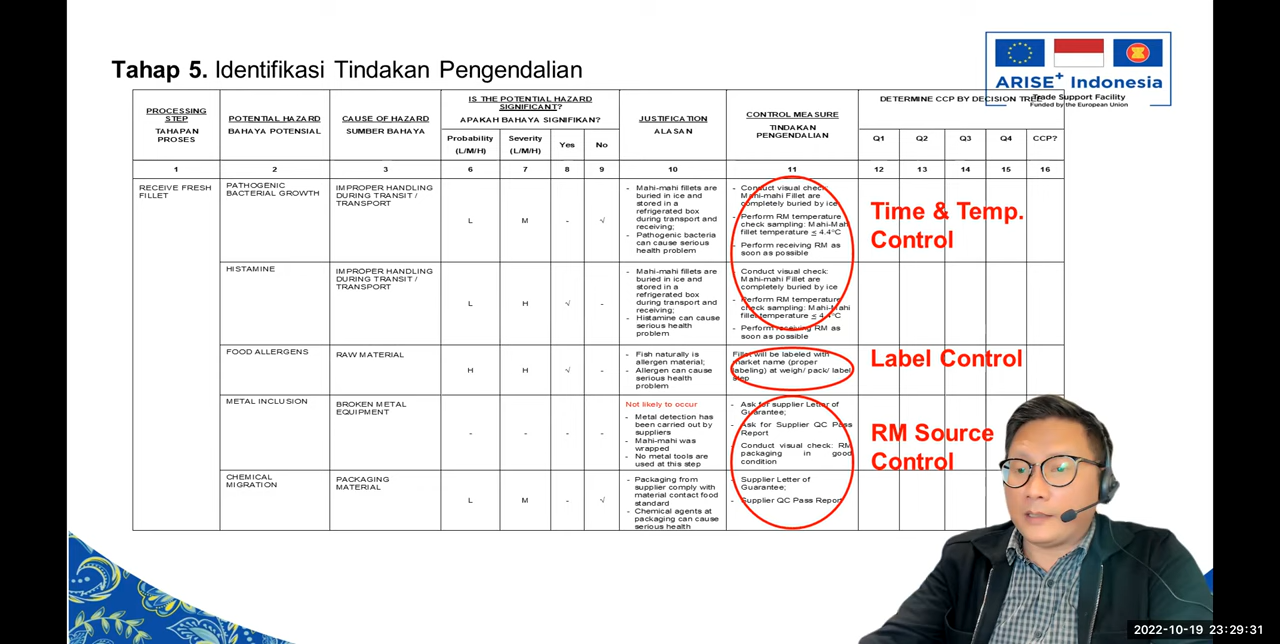 Tahap 5. Identifikasi Tindakan Pengendalian
ARISE+ Indonesia
Trade Support Facility
Funded by the European Union
PROCESSING STEP
TAHAPAN PROSES
POTENTIAL HAZARD
BAHAYA POTENSIAL
CAUSE OF HAZARD
SUMBER BAHAYA
IS THE POTENTIAL HAZARD SIGNIFICANT?
APAKAH BAHAYA SIGNIFIKAN?
Probability (L/M/H)
Severity (L/M/H)
Yes
No
JUSTIFICATION
ALASAN
CONTROL MEASURE
TINDAKAN PENGENDALIAN
DETERMINE CCP BY DECISION TREE
Q1
Q2
Q3
Q4
CCP?
1
2
3
6
7
8
9
10
11
12
13
14
15
16
RECEIVE FRESH
FILLET
PATHOGENIC
BACTERIAL GROWTH
IMPROPER HANDLING
DURING TRANSIT /
TRANSPORT
L
M
-
√
- Mahi-mahi fillets are
buried in ice and
stored in a
refrigerated box
during transport and
receiving;
- Pathogenic bacteria
can cause serious
health problem
- Conduct visual check:
Mahi-mahi Fillet are
completely buried by ice
- Perform RM temperature
check sampling: Mahi-Mahi
fillet temperature ≤ 4.4°C
- Perform receiving RM as
soon as possible
Time & Temp.
Control
HISTAMINE
IMPROPER HANDLING
DURING TRANSIT /
TRANSPORT
L
H
√
-
- Mahi-mahi fillets are
buried in ice and
stored in a
refrigerated box
during transport and
receiving;
- Histamine can cause
serious health
problem
Conduct visual check:
Mahi-mahi Fillet are
completely buried by ice
- Perform RM temperature
check sampling: Mahi-Mahi
fillet temperature ≤ 4.4°C
- Perform receiving RM as
soon as possible
FOOD ALLERGENS
RAW MATERIAL
H
H
√
-
- Fish naturally is
allergen material;
- Allergen can cause
serious health
problem
Fillet will be labeled with
market name (proper
labeling) at weigh/ pack/ label
step
Label Control
METAL INCLUSION
BROKEN METAL
EQUIPMENT
-
-
-
-
Not likely to occur
- Metal detection has
been carried out by
suppliers
- Mahi-mahi was
wrapped
- No metal tools are
used at this step
- Ask for supplier Letter of
Guarantee;
- Ask for Supplier QC Pass
Report
- Conduct visual check: RM
packaging in good
condition
RM Source
Control
CHEMICAL
MIGRATION
PACKAGING
MATERIAL
L
M
-
√
- Packaging from
supplier comply with
material contact food
standard
- Chemical agents at
packaging can cause
serious health
- Supplier Letter of
Guarantee;
- Supplier QC Pass Report
2022-10-19 23:29:31